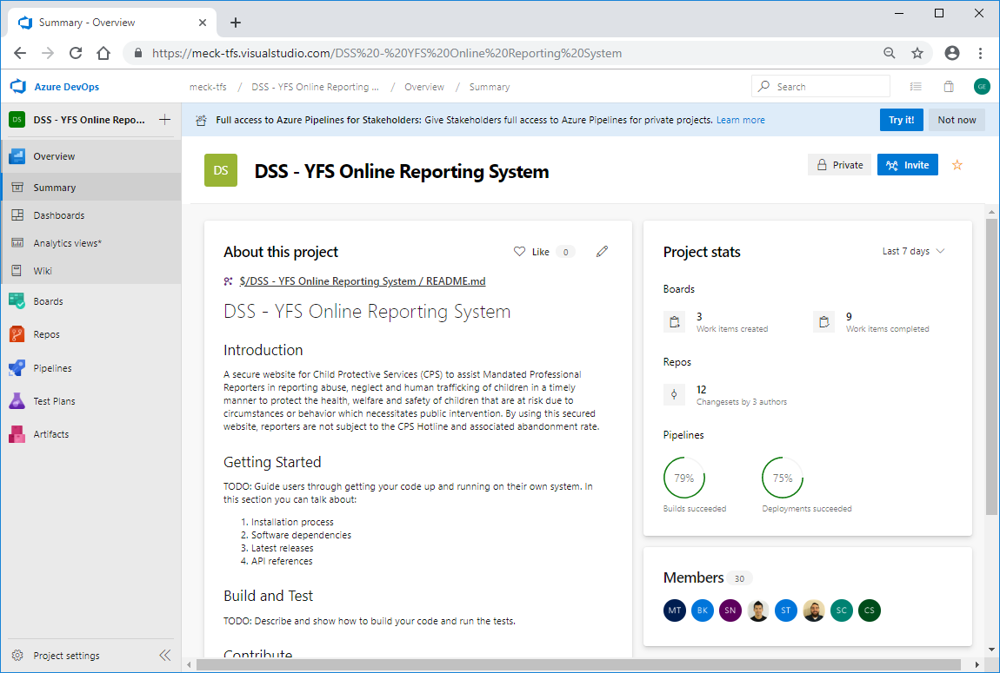 Summary - Overview
https://meck-tfs.visualstudio.com/DSS%20-%20YFS%20Online%20Reporting%20System
Azure DevOps
meck-tfs / DSS - YFS Online Reporting ... / Overview / Summary
Search
GE
DS
DSS - YFS Online Repo...
Full access to Azure Pipelines for Stakeholders: Give Stakeholders full access to Azure Pipelines for private projects. Learn more
Try it!
Not now
Overview
Summary
Dashboards
Analytics views*
Wiki
Boards
Repos
Pipelines
Test Plans
Artifacts
Project settings
DS
DSS - YFS Online Reporting System
Private
Invite
About this project
Like 0
$/DSS - YFS Online Reporting System / README.md
DSS - YFS Online Reporting System
Introduction
A secure website for Child Protective Services (CPS) to assist Mandated Professional
Reporters in reporting abuse, neglect and human trafficking of children in a timely
manner to protect the health, welfare and safety of children that are at risk due to
circumstances or behavior which necessitates public intervention. By using this secured
website, reporters are not subject to the CPS Hotline and associated abandonment rate.
Getting Started
TODO: Guide users through getting your code up and running on their own system. In
this section you can talk about:
1. Installation process
2. Software dependencies
3. Latest releases
4. API references
Build and Test
TODO: Describe and show how to build your code and run the tests.
Contribute
Project stats
Last 7 days
Boards
3
Work items created
9
Work items completed
Repos
12
Changesets by 3 authors
Pipelines
79%
Builds succeeded
75%
Deployments succeeded
Members 30
MT BK SN ST SC CS